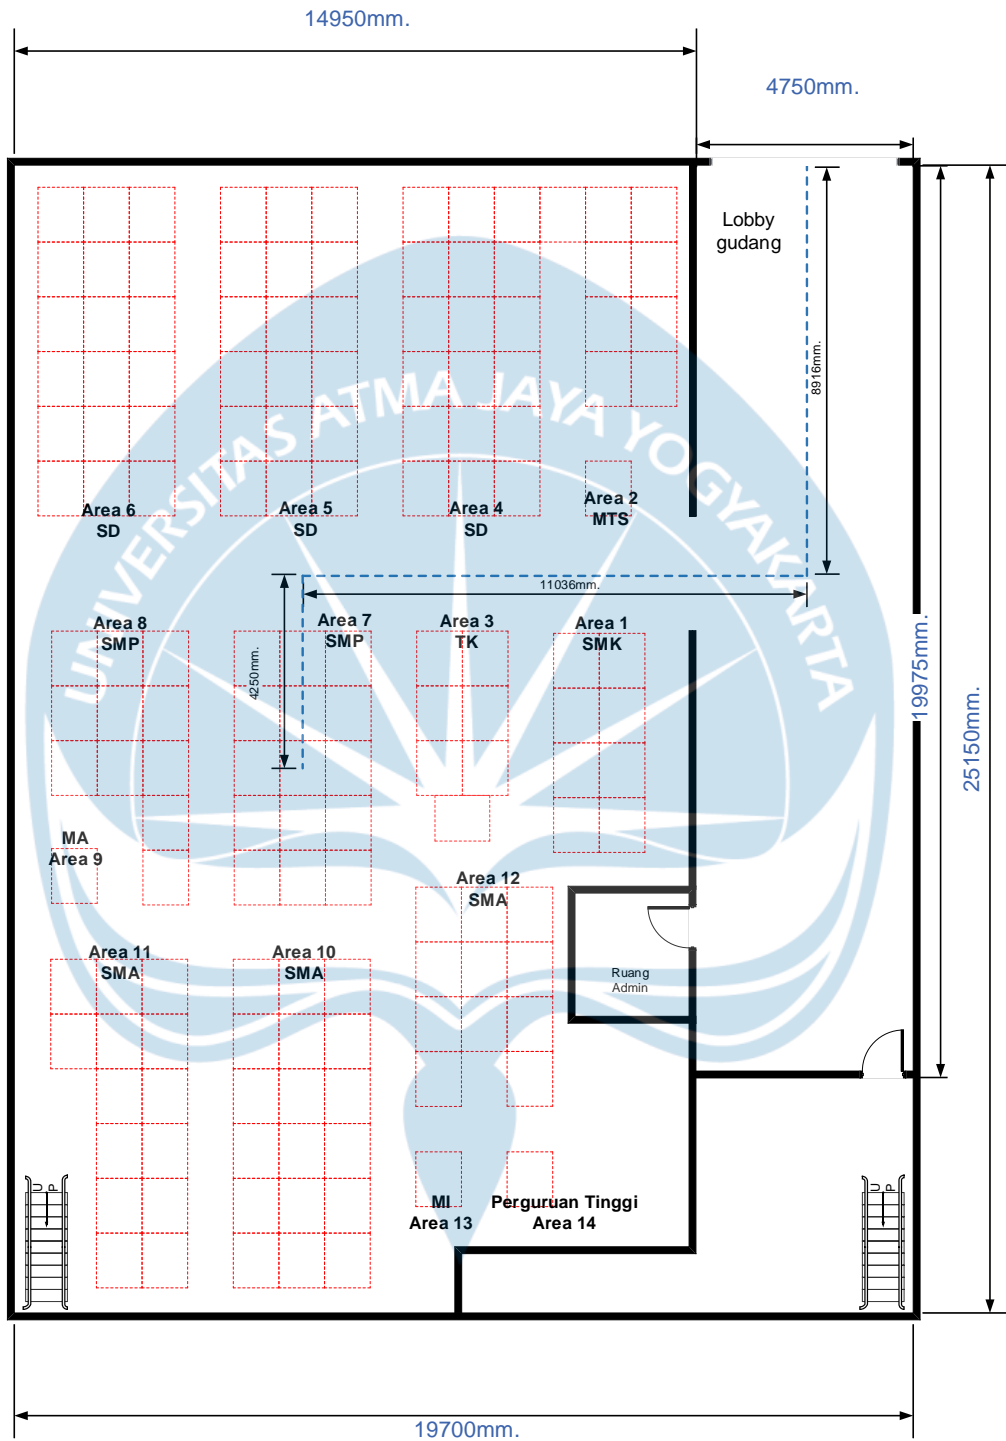 14950mm.
4750mm.
Lobby
gudang
8916mm.
UNIVERSITAS ATMA JAYA YOGYAKARTA
Area 6
SD
Area 5
SD
Area 4
SD
Area 2
MTS
11036mm.
Area 8
SMP
Area 7
SMP
Area 3
TK
Area 1
SMK
4250mm.
19975mm.
25150mm.
MA
Area 9
Area 12
SMA
Area 11
SMA
Area 10
SMA
Ruang
Admin
UP
UP
MI
Area 13
Perguruan Tinggi
Area 14
19700mm.